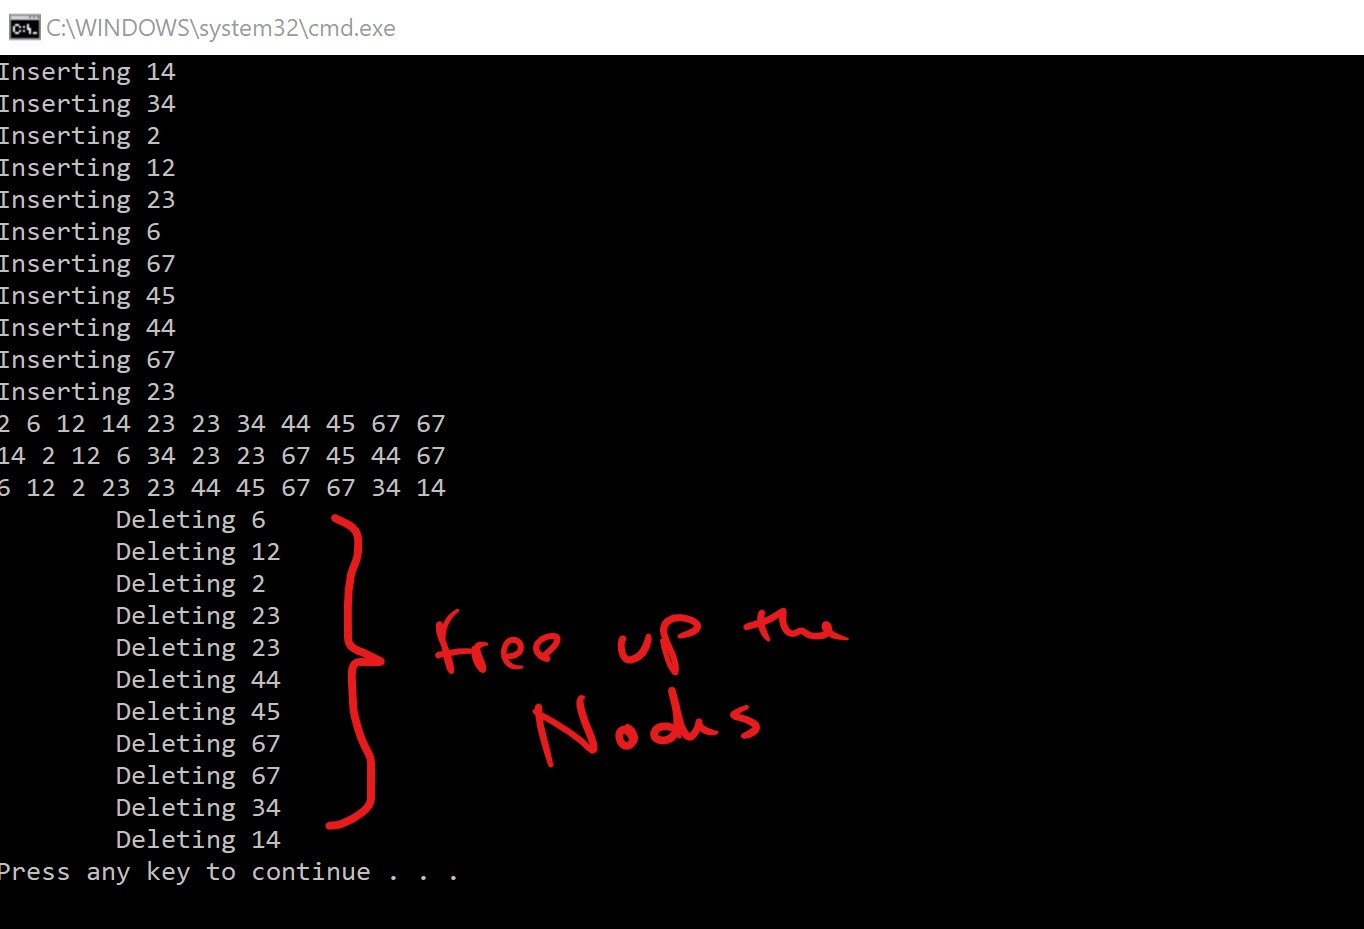 C:\WINDOWS\system32\cmd.exe
Inserting 14
Inserting 34
Inserting 2
Inserting 12
Inserting 23
Inserting 6
Inserting 67
Inserting 45
Inserting 44
Inserting 67
Inserting 23
2 6 12 14 23 23 34 44 45 67 67
14 2 12 6 34 23 23 67 45 44 67
6 12 2 23 23 44 45 67 67 34 14
Deleting 6
Deleting 12
Deleting 2
Deleting 23
Deleting 23
Deleting 44
Deleting 45
Deleting 67
Deleting 67
Deleting 34
Deleting 14
Press any key to continue . . .
free up the
Nodes